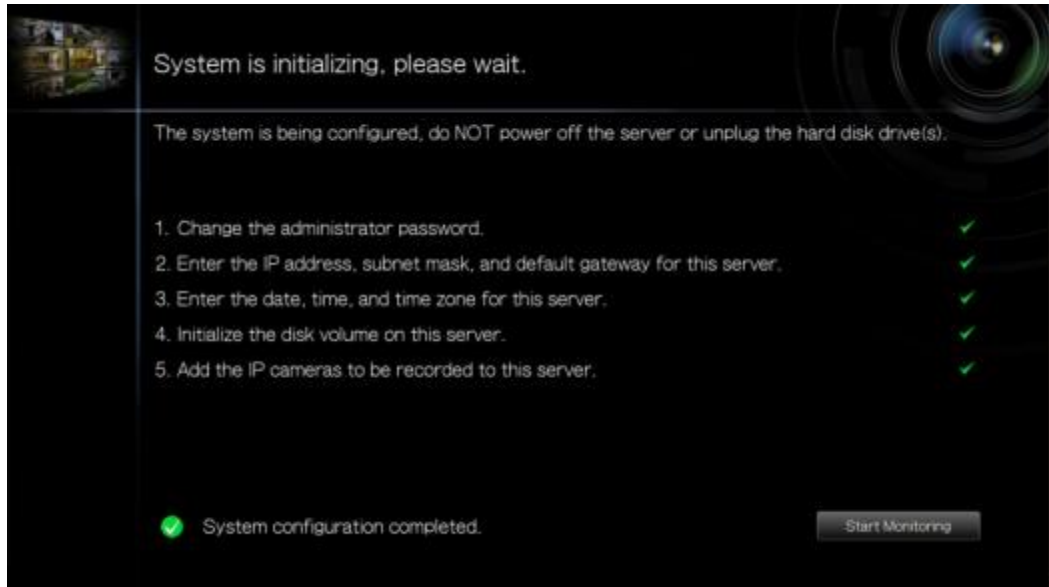 System is initializing, please wait.
The system is being configured, do NOT power off the server or unplug the hard disk drive(s).
1. Change the administrator password.
2. Enter the IP address, subnet mask, and default gateway for this server.
3. Enter the date, time, and time zone for this server.
4. Initialize the disk volume on this server.
5. Add the IP cameras to be recorded to this server.
System configuration completed.
Start Monitoring